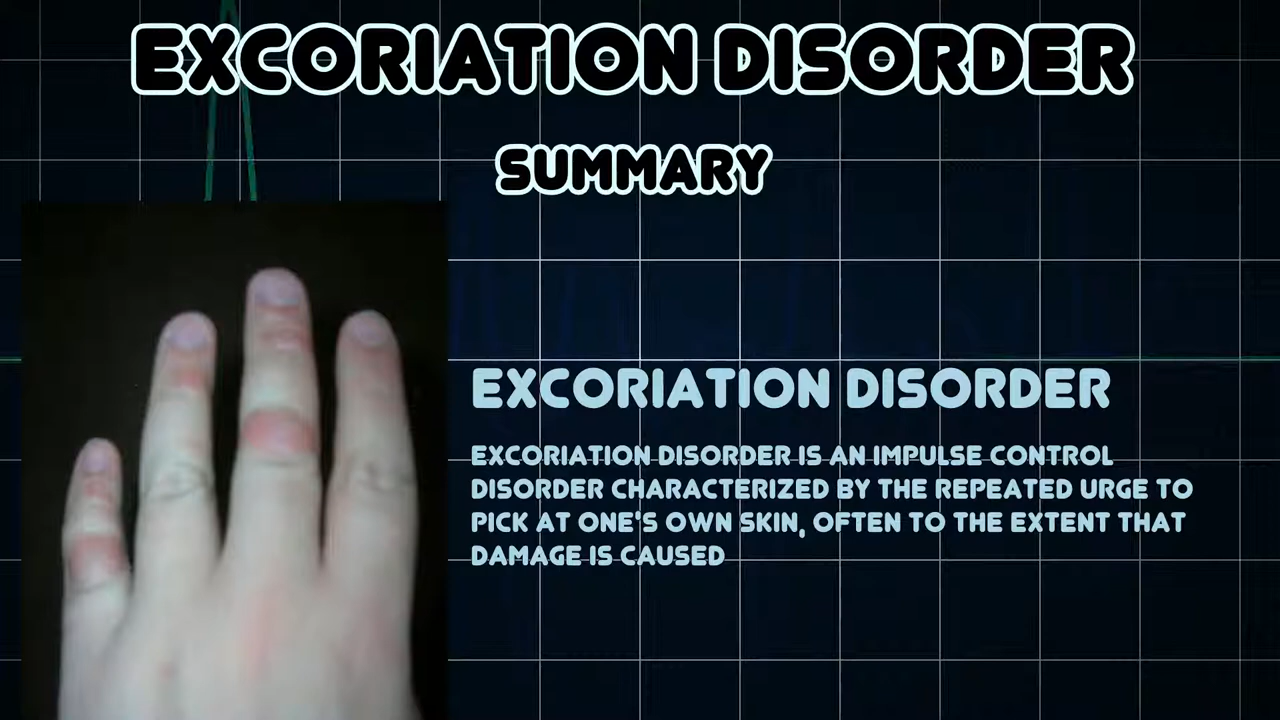 EXCORIATION DISORDER
SUMMARY
EXCORIATION DISORDER
EXCORIATION DISORDER IS AN IMPULSE CONTROL
DISORDER CHARACTERIZED BY THE REPEATED URGE TO
PICK AT ONE'S OWN SKIN, OFTEN TO THE EXTENT THAT
DAMAGE IS CAUSED